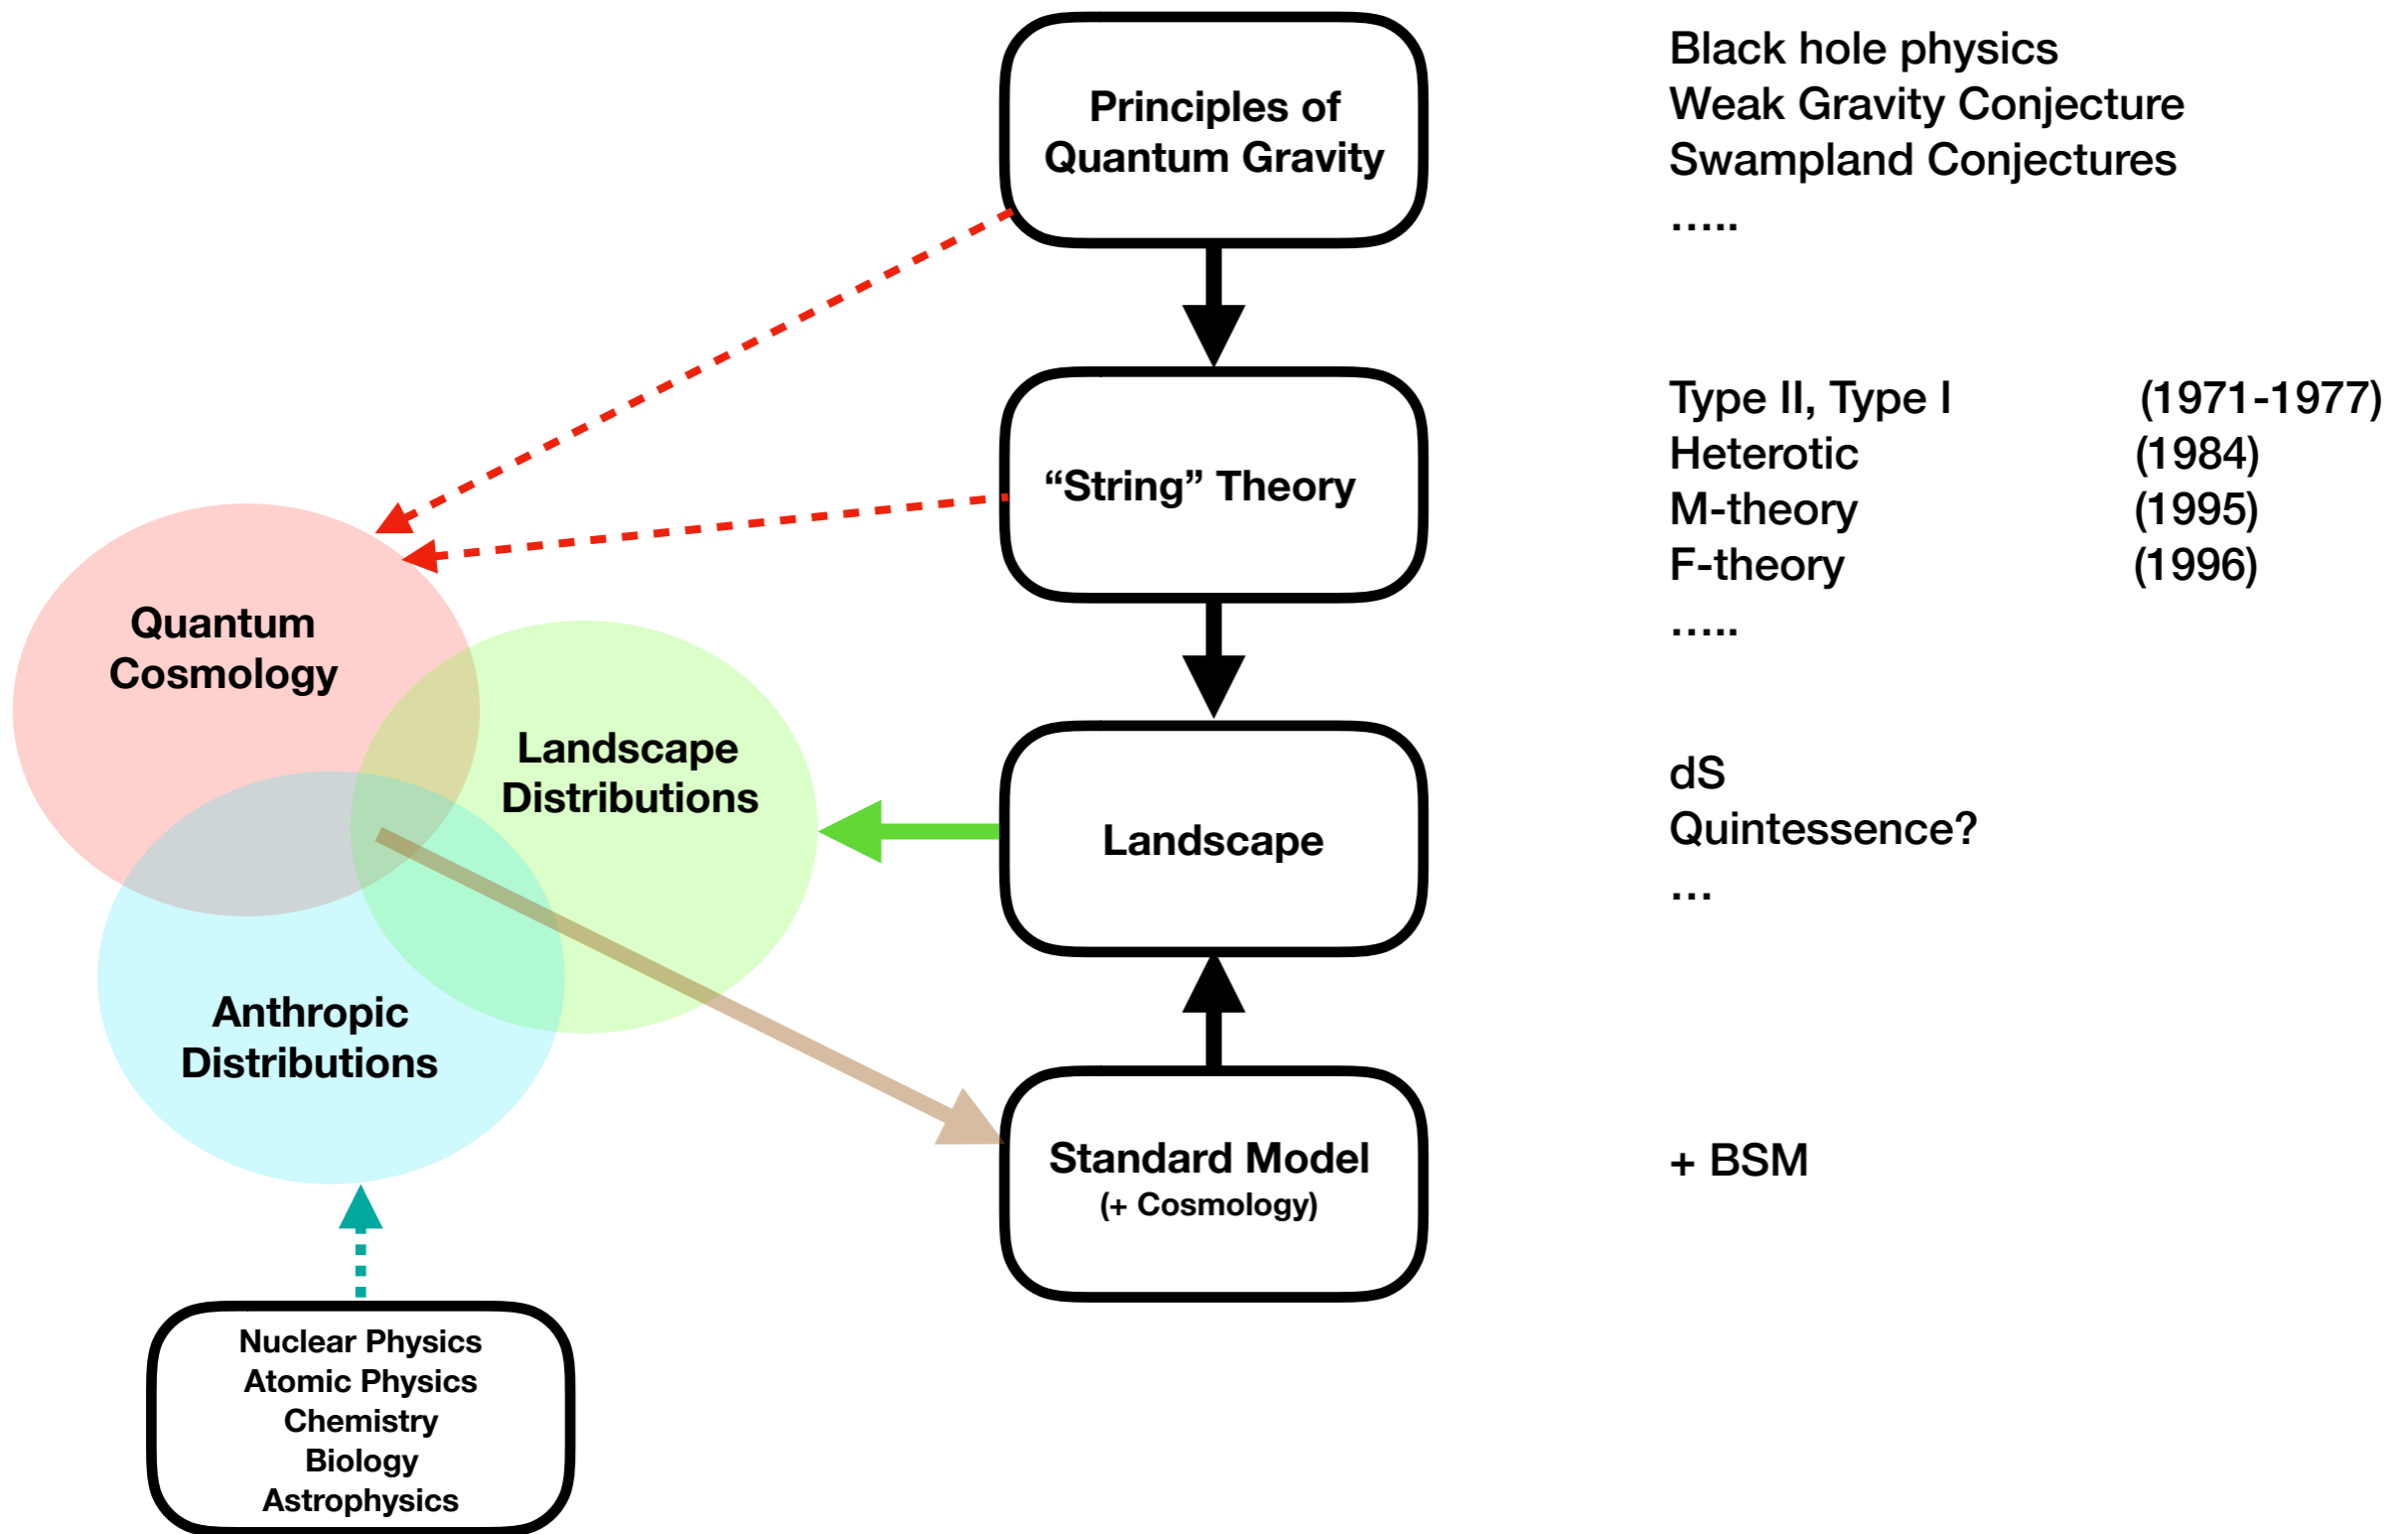 Principles of
Quantum Gravity
Black hole physics
Weak Gravity Conjecture
Swampland Conjectures
…..
“String” Theory
Type II, Type I (1971-1977)
Heterotic (1984)
M-theory (1995)
F-theory (1996)
…..
Quantum
Cosmology
Landscape
Distributions
Anthropic
Distributions
Landscape
dS
Quintessence?
…
Standard Model
(+ Cosmology)
+ BSM
Nuclear Physics
Atomic Physics
Chemistry
Biology
Astrophysics